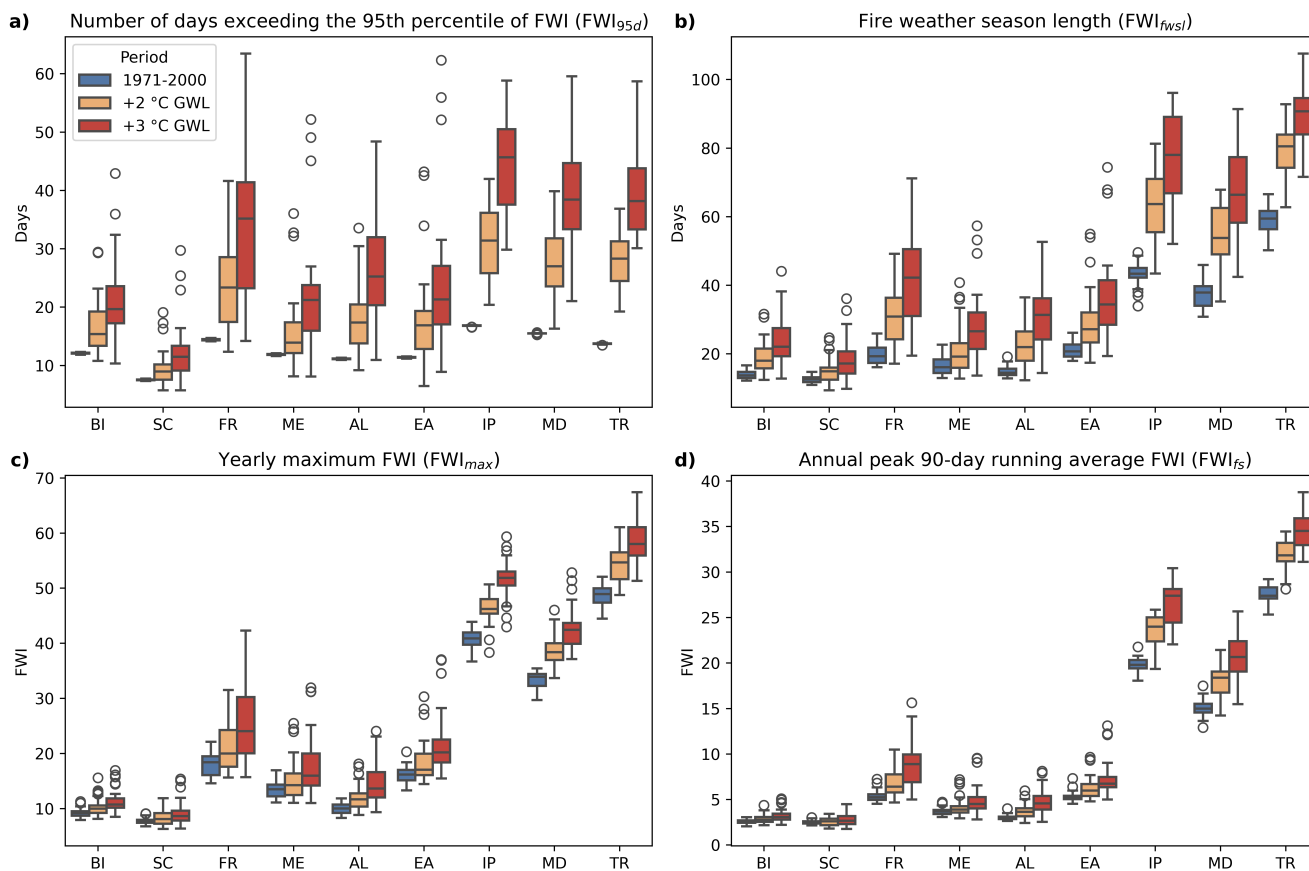 a) Number of days exceeding the 95th percentile of FWI (FWI95d)
Days
60
50
40
30
20
10
Period
1971-2000
+2 °C GWL
+3 °C GWL
BI SC FR ME AL EA IP MD TR
b) Fire weather season length (FWIfwsl)
Days
100
80
60
40
20
BI SC FR ME AL EA IP MD TR
c) Yearly maximum FWI (FWImax)
FWI
70
60
50
40
30
20
10
BI SC FR ME AL EA IP MD TR
d) Annual peak 90-day running average FWI (FWIfs)
FWI
40
35
30
25
20
15
10
5
0
BI SC FR ME AL EA IP MD TR